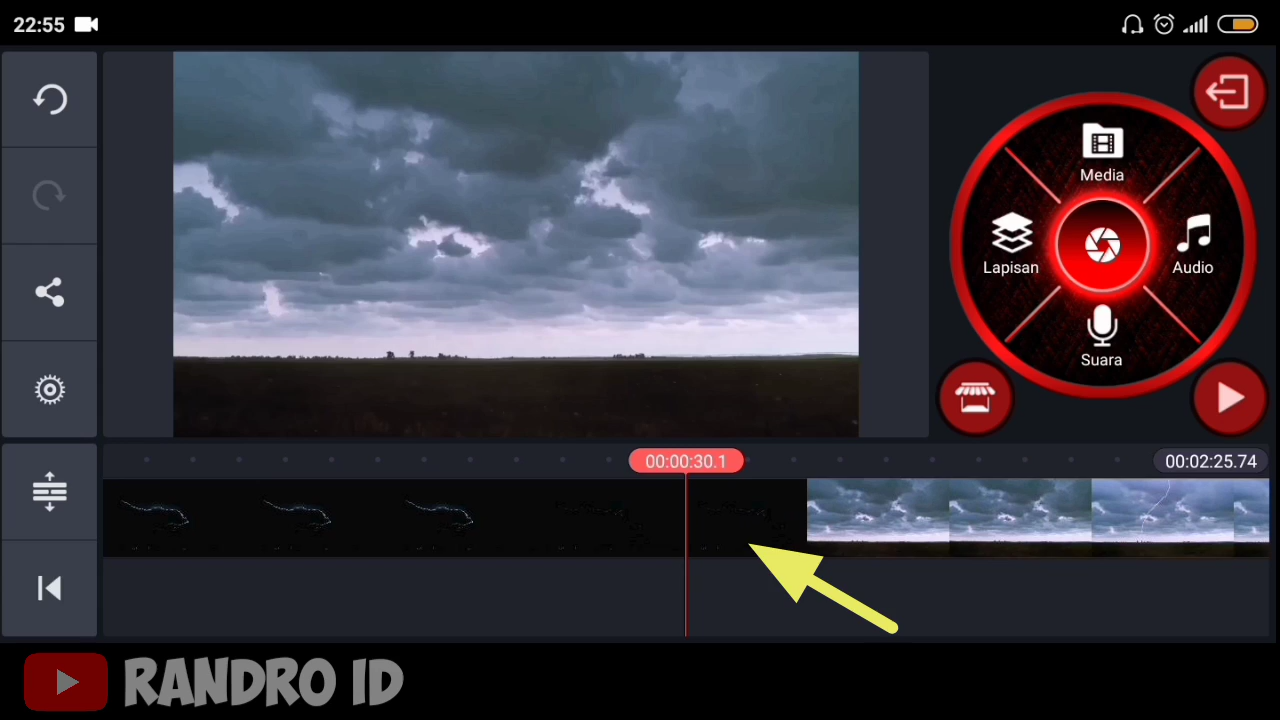 22:55
Media
Lapisan
Audio
Suara
00:00:30.1
00:02:25.74
RANDRO ID